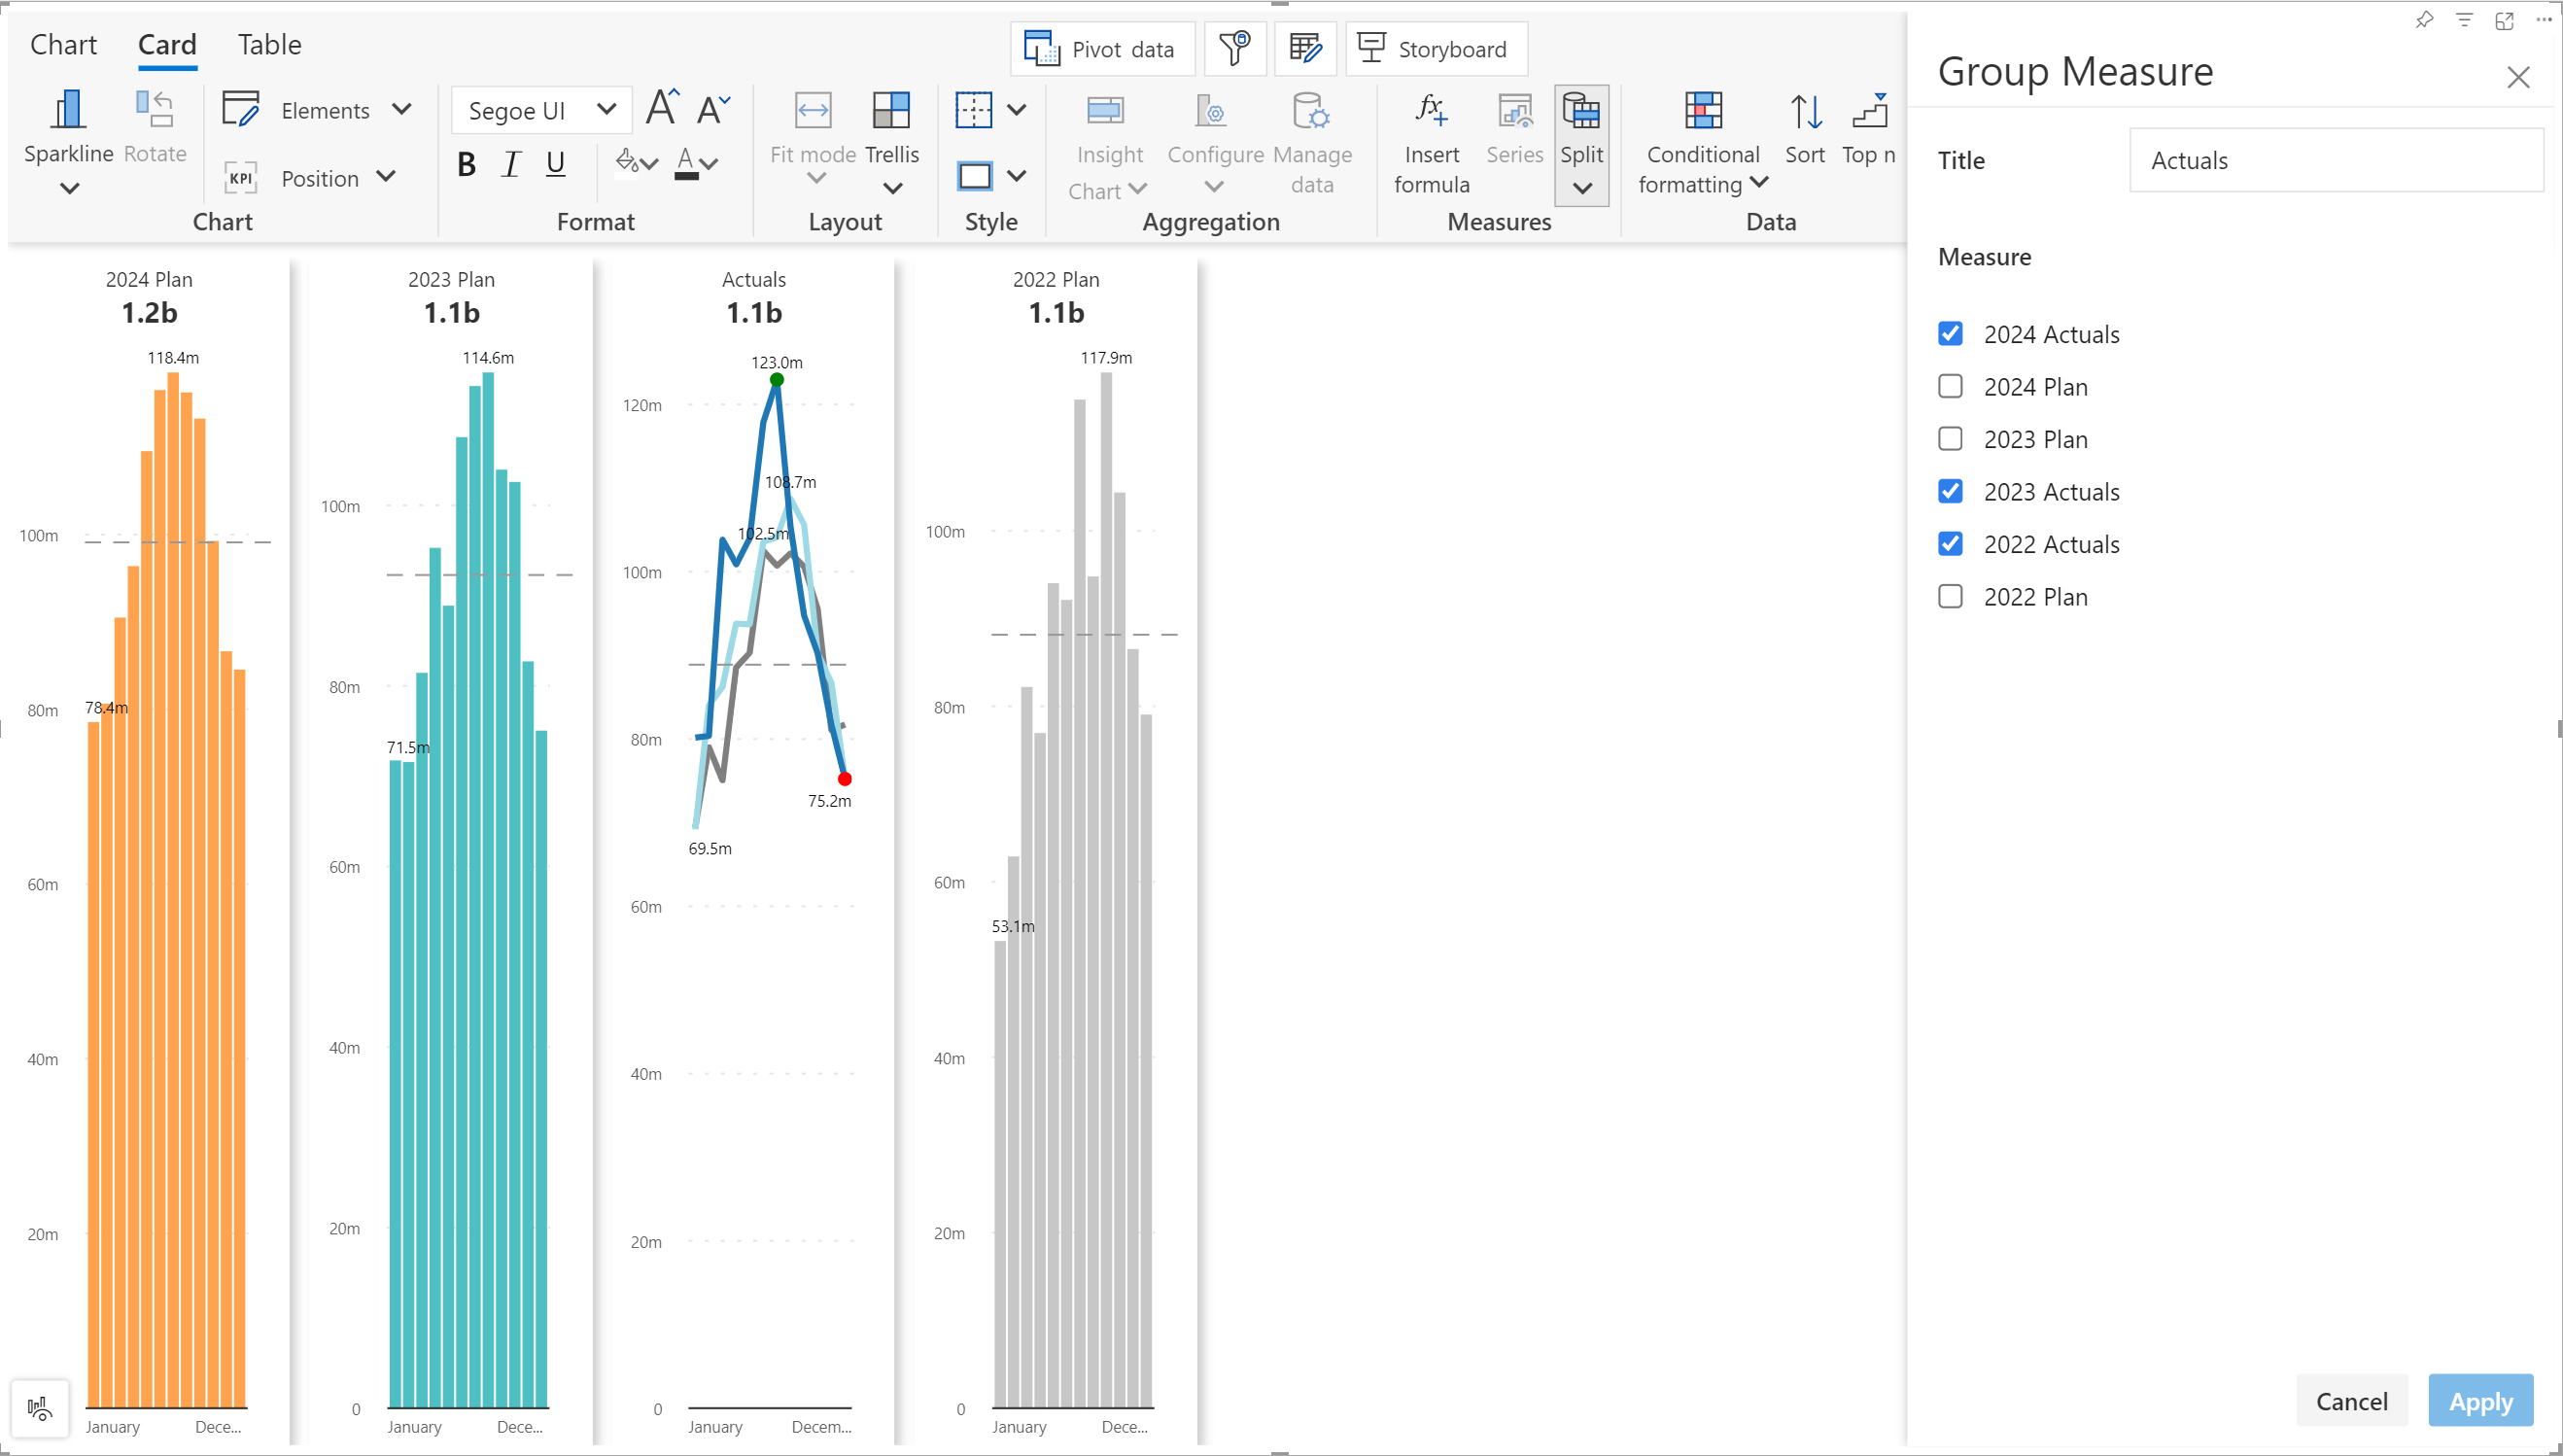 Chart Card Table
Pivot data
Storyboard
Sparkline
Rotate
Elements
KPI
Position
Chart
Segoe UI
A A
B I U
A
Format
Fit mode
Trellis
Layout
Style
Insight
Chart
Configure
Manage
data
Aggregation
fx
Insert
formula
Series
Split
Measures
Conditional
formatting
Sort
Top n
Data
Group Measure
Title
Actuals
Measure
2024 Actuals
2024 Plan
2023 Plan
2023 Actuals
2022 Actuals
2022 Plan
Cancel
Apply
2024 Plan
1.2b
118.4m
100m
78.4m
80m
60m
40m
20m
January
Dece...
2023 Plan
1.1b
114.6m
100m
80m
71.5m
60m
40m
20m
0
January
Dece...
Actuals
1.1b
123.0m
120m
108.7m
102.5m
100m
80m
75.2m
69.5m
60m
40m
20m
0
January
Decem...
2022 Plan
1.1b
117.9m
100m
80m
60m
53.1m
40m
20m
0
January
Dece...